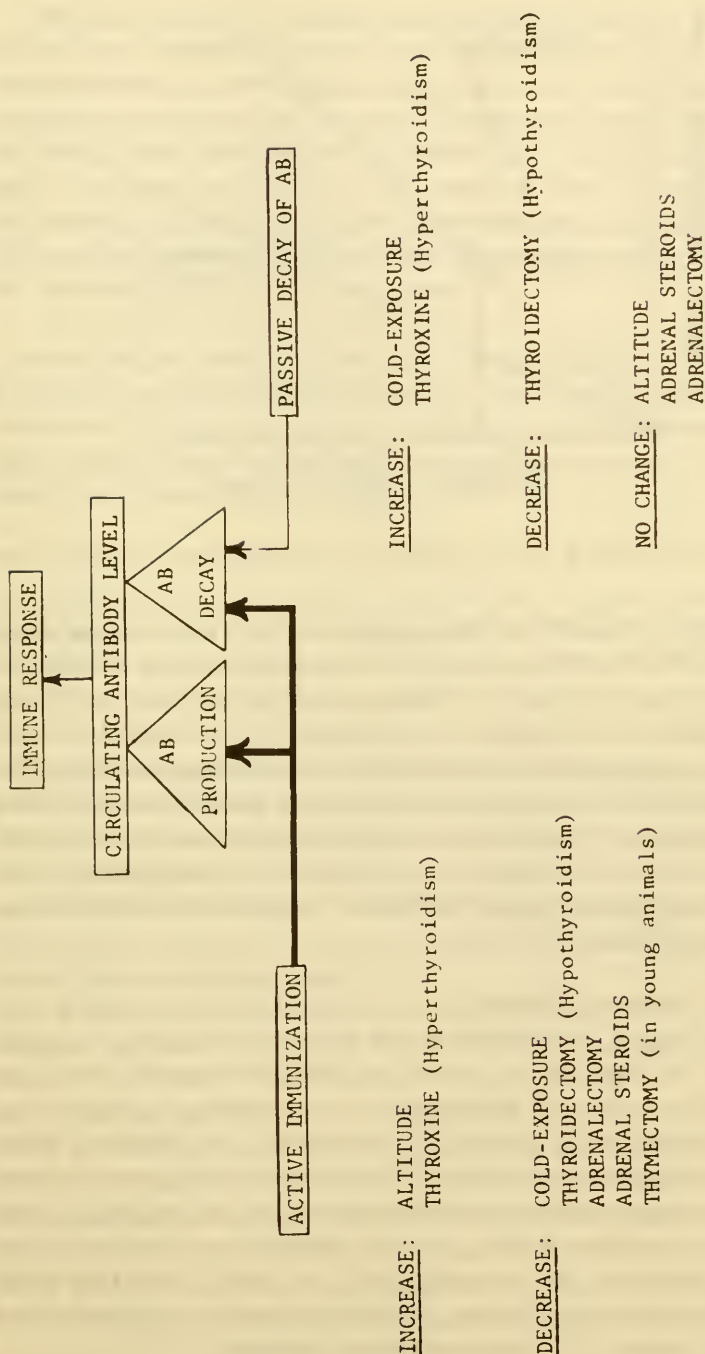 IMMUNE RESPONSE
CIRCULATING ANTIBODY LEVEL
AB
PRODUCTION
AB
DECAY
ACTIVE IMMUNIZATION
PASSIVE DECAY OF AB
INCREASE: ALTITUDE
THYROXINE (Hyperthyroidism)
DECREASE: COLD-EXPOSURE
THYROIDECTOMY (Hypothyroidism)
ADRENALECTOMY
ADRENAL STEROIDS
THYMECTOMY (in young animals)
INCREASE: COLD-EXPOSURE
THYROXINE (Hyperthyroidism)
DECREASE: THYROIDECTOMY (Hypothyroidism)
NO CHANGE: ALTITUDE
ADRENAL STEROIDS
ADRENALECTOMY